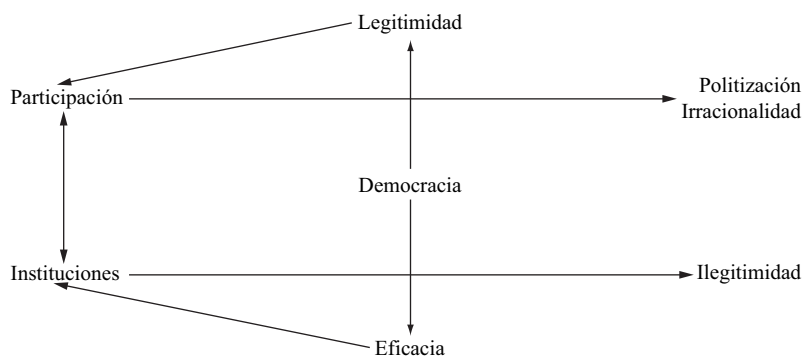 Legitimidad
Participación
Politización
Irracionalidad
Democracia
Instituciones
Ilegitimidad
Eficacia